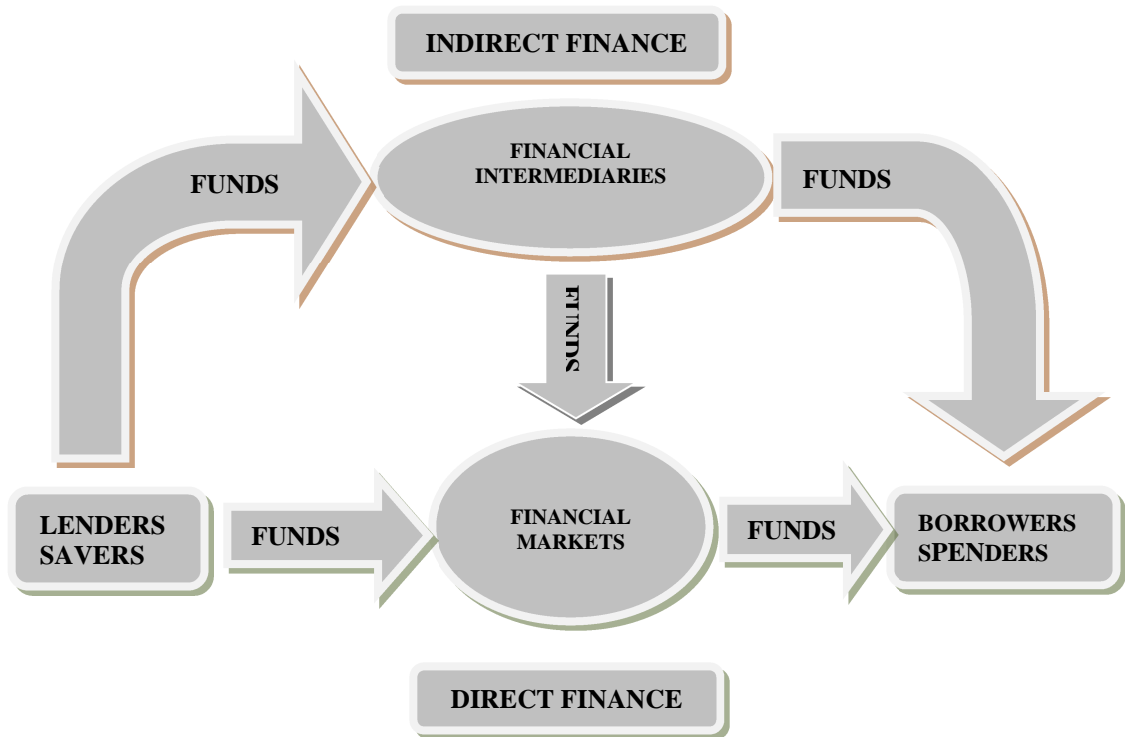 INDIRECT FINANCE
FINANCIAL
INTERMEDIARIES
FUNDS
FUNDS
FUNDS
LENDERS
SAVERS
FUNDS
FINANCIAL
MARKETS
FUNDS
BORROWERS
SPENDERS
DIRECT FINANCE